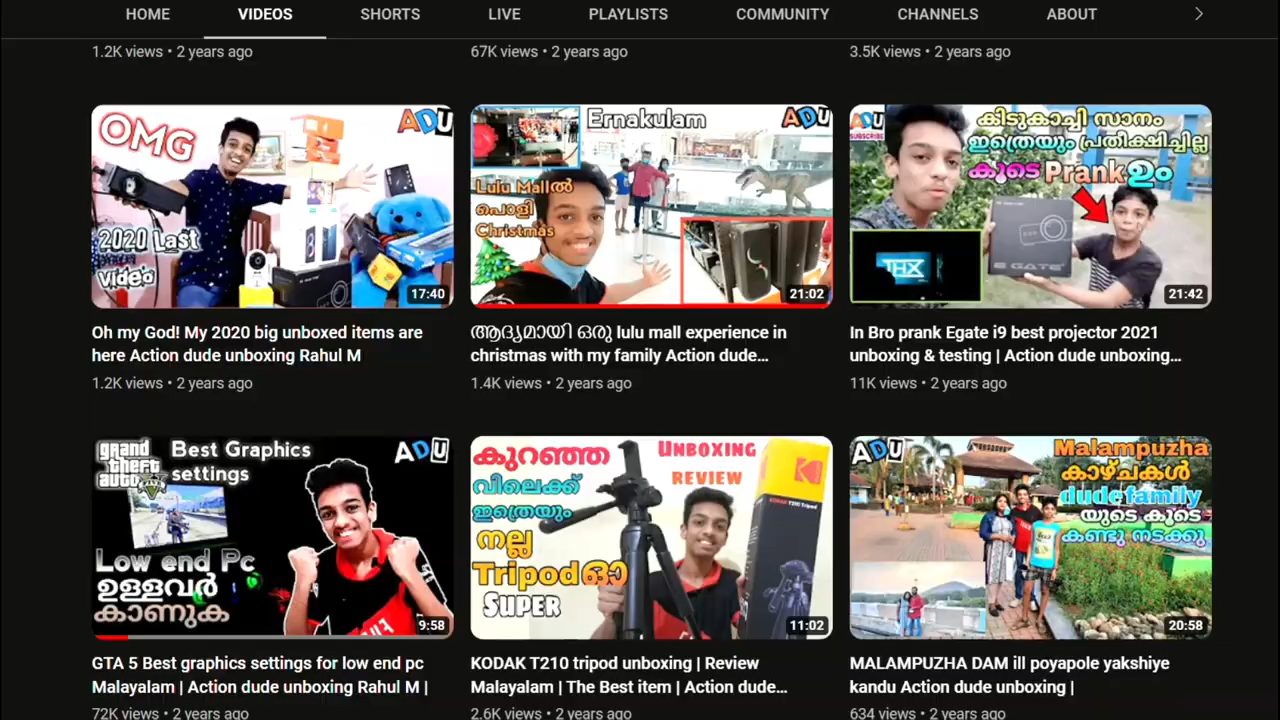 HOME VIDEOS SHORTS LIVE PLAYLISTS COMMUNITY CHANNELS ABOUT
1.2K views • 2 years ago
67K views • 2 years ago
3.5K views • 2 years ago
OMG
ADU
2020 Last
Video
17:40
Ernakulam
ADU
Lulu Mallൽ
പൊളി
Christmas
21:02
ADU
SUBSCRIBE
കിടുകാച്ചി സാനം
ഇത്രെയും പ്രതീക്ഷിച്ചില്ല
കൂടെ Prankഉം
THX
E GATE
21:42
Oh my God! My 2020 big unboxed items are
here Action dude unboxing Rahul M
1.2K views • 2 years ago
ആദ്യമായി ഒരു lulu mall experience in
christmas with my family Action dude...
1.4K views • 2 years ago
In Bro prank Egate i9 best projector 2021
unboxing & testing | Action dude unboxing...
11K views • 2 years ago
grand
theft
auto
V
Best Graphics
settings
ADU
Low end Pc
ഉള്ളവർ
കാണുക
9:58
കുറഞ്ഞ
വിലെക്ക്
ഇത്രെയും
നല്ല
Tripodഓ
SUPER
UNBOXING
REVIEW
KODAK T210 Tripod
11:02
ADU
Malampuzha
കാഴ്ചകൾ
dude family
യുടെ കൂടെ
കണ്ടു നടക്കു
20:58
GTA 5 Best graphics settings for low end pc
Malayalam | Action dude unboxing Rahul M |
72K views • 2 years ago
KODAK T210 tripod unboxing | Review
Malayalam | The Best item | Action dude...
2.6K views • 2 years ago
MALAMPUZHA DAM ill poyapole yakshiye
kandu Action dude unboxing |
634 views • 2 years ago